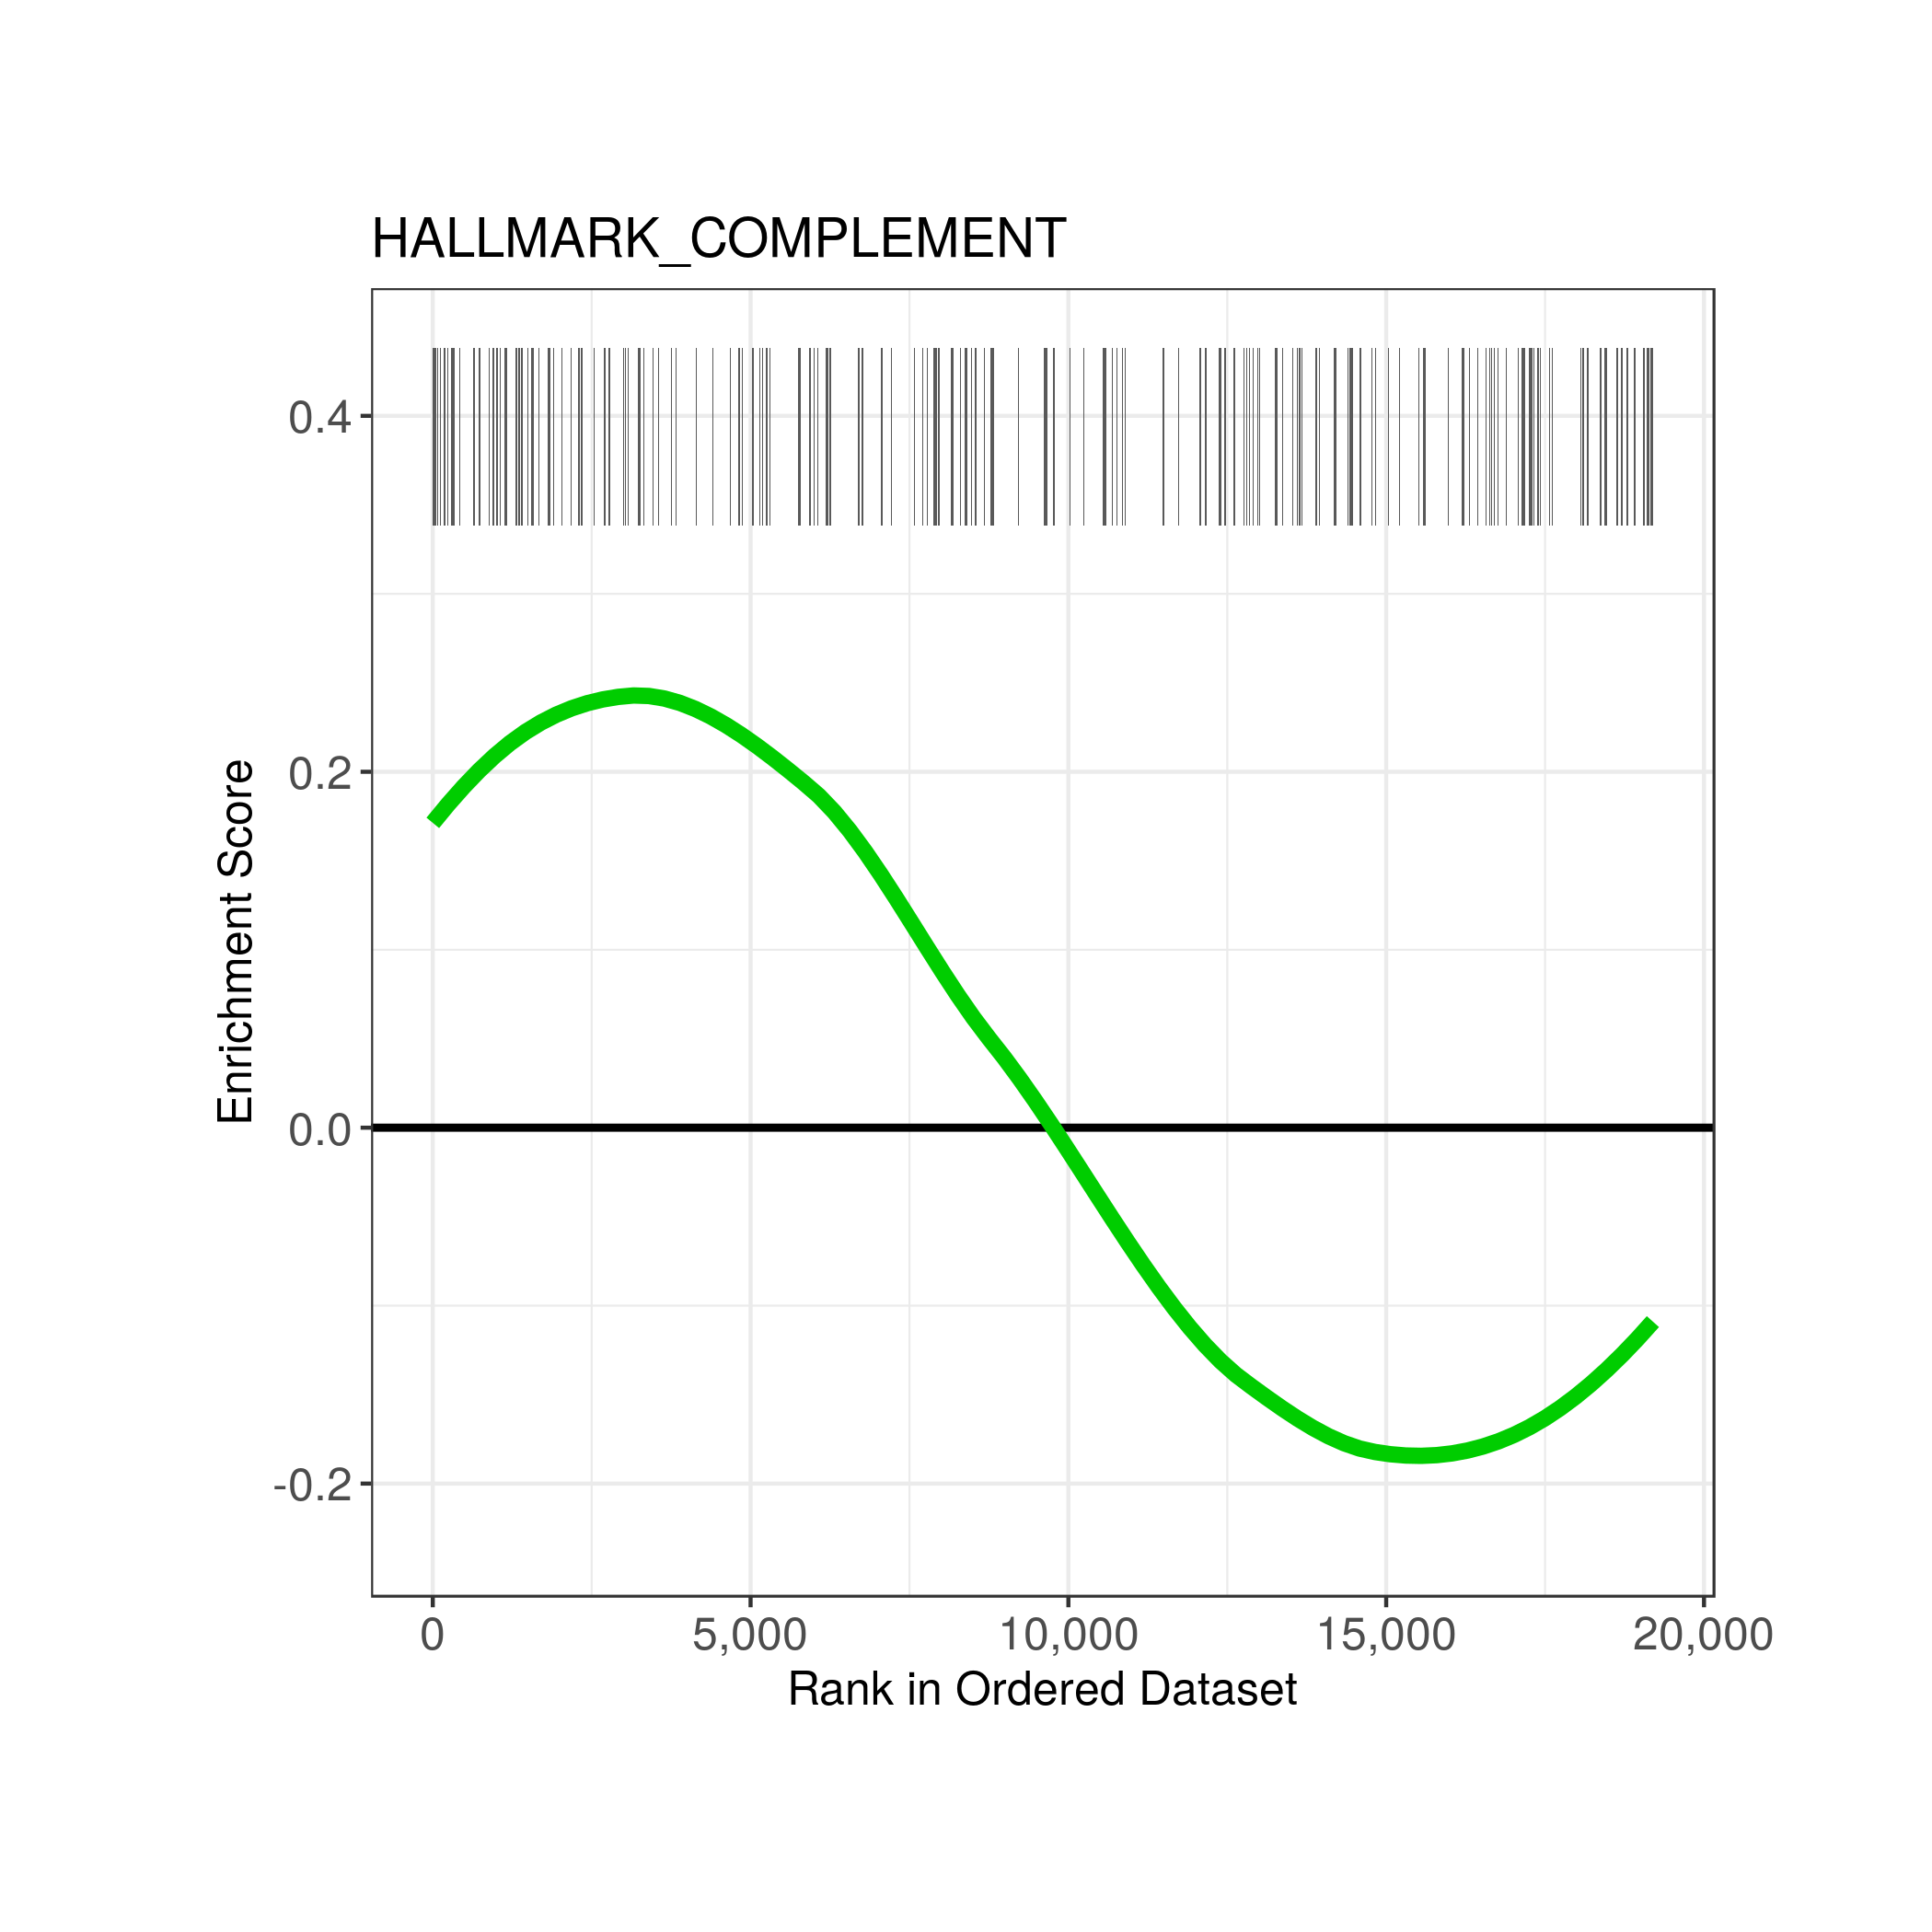 HALLMARK_COMPLEMENT
Enrichment Score
0.4
0.2
0.0
-0.2
0 5,000 10,000 15,000 20,000
Rank in Ordered Dataset